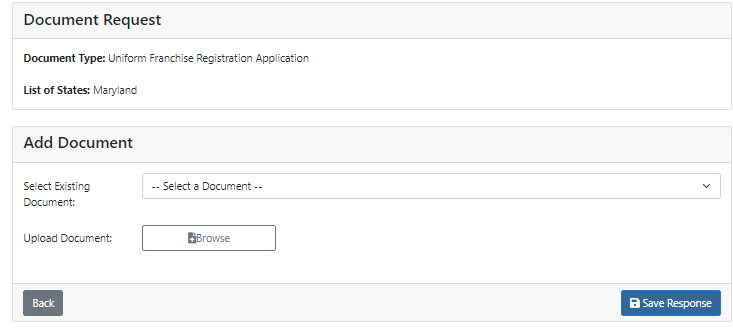 Document Request
Document Type: Uniform Franchise Registration Application
List of States: Maryland
Add Document
Select Existing
Document:
-- Select a Document --
Upload Document:
Browse
Back
Save Response